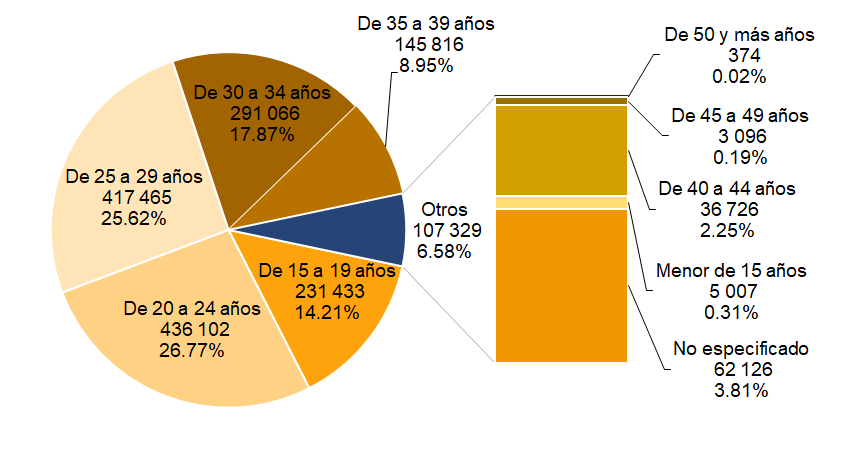 De 35 a 39 años
145 816
8.95%
De 30 a 34 años
291 066
17.87%
De 25 a 29 años
417 465
25.62%
De 20 a 24 años
436 102
26.77%
De 15 a 19 años
231 433
14.21%
Otros
107 329
6.58%
De 50 y más años
374
0.02%
De 45 a 49 años
3 096
0.19%
De 40 a 44 años
36 726
2.25%
Menor de 15 años
5 007
0.31%
No especificado
62 126
3.81%